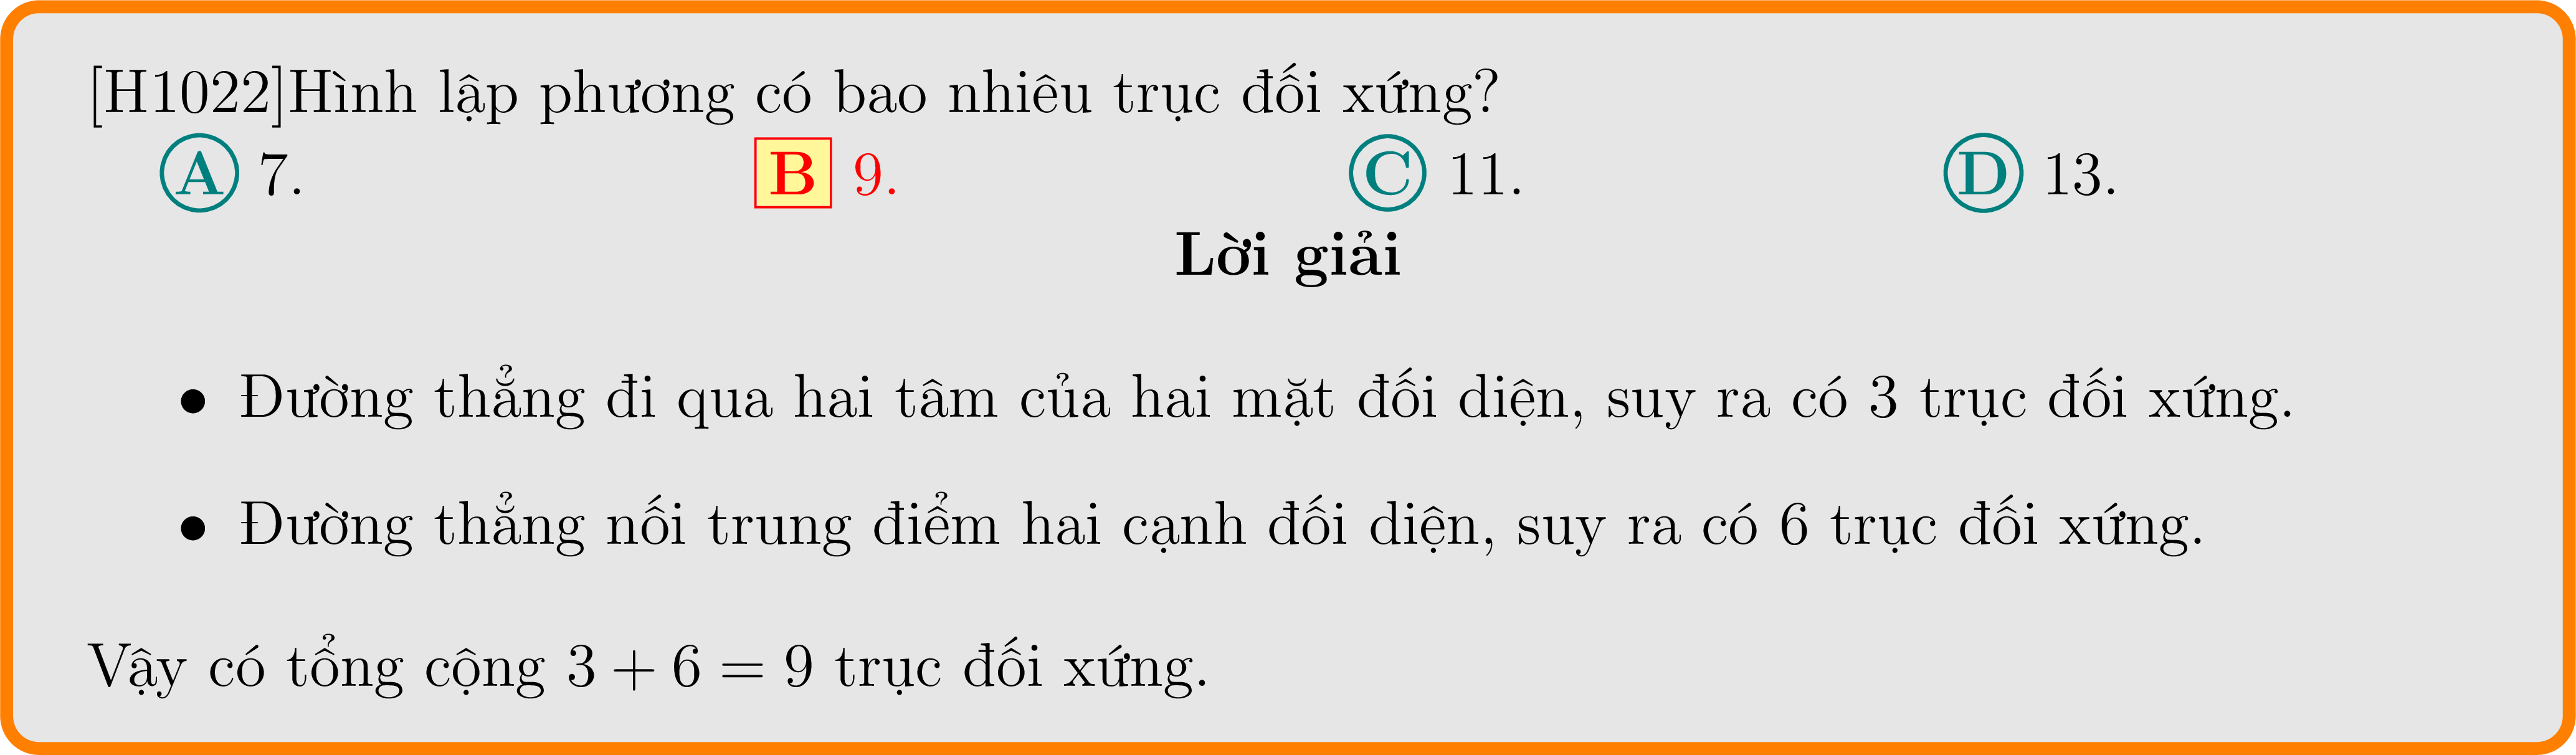 [H1022]Hình lập phương có bao nhiêu trục đối xứng?
A 7. B 9. C 11. D 13.
Lời giải
• Đường thẳng đi qua hai tâm của hai mặt đối diện, suy ra có 3 trục đối xứng.
• Đường thẳng nối trung điểm hai cạnh đối diện, suy ra có 6 trục đối xứng.
Vậy có tổng cộng 3 + 6 = 9 trục đối xứng.